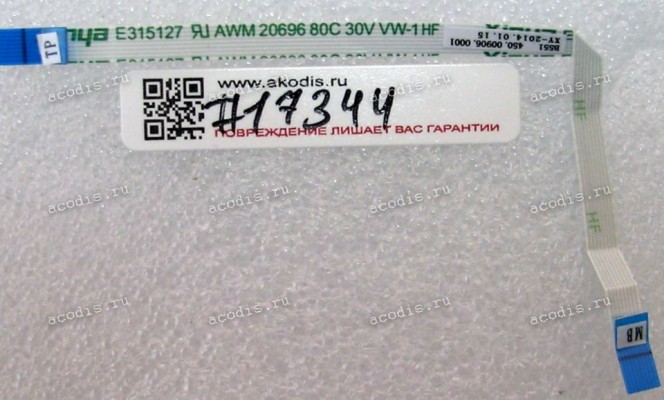 nya E315127 AWM 20696 80C 30V VW-1 HF
8551
450.00906.0001
XY-2014.01.15
TP
www.akodis.ru
#17344
ПОВРЕЖДЕНИЕ ЛИШАЕТ ВАС ГАРАНТИИ
HF
HF
MB
acodis.ru